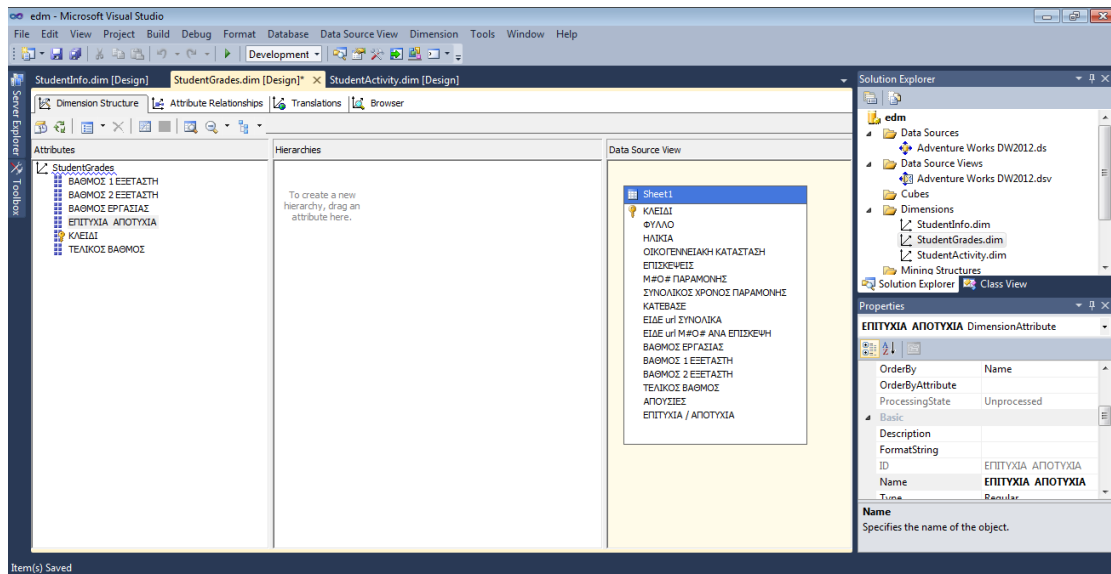 edm - Microsoft Visual Studio
File Edit View Project Build Debug Format Database Data Source View Dimension Tools Window Help
Development
StudentInfo.dim [Design] StudentGrades.dim [Design]* StudentActivity.dim [Design]
Dimension Structure Attribute Relationships Translations Browser
Server Explorer
Toolbox
Attributes
StudentGrades
ΒΑΘΜΟΣ 1 ΕΞΕΤΑΣΤΗ
ΒΑΘΜΟΣ 2 ΕΞΕΤΑΣΤΗ
ΒΑΘΜΟΣ ΕΡΓΑΣΙΑΣ
ΕΠΙΤΥΧΙΑ ΑΠΟΤΥΧΙΑ
ΚΛΕΙΔΙ
ΤΕΛΙΚΟΣ ΒΑΘΜΟΣ
Hierarchies
To create a new
hierarchy, drag an
attribute here.
Data Source View
Sheet1
ΚΛΕΙΔΙ
ΦΥΛΛΟ
ΗΛΙΚΙΑ
ΟΙΚΟΓΕΝΝΕΙΑΚΗ ΚΑΤΑΣΤΑΣΗ
ΕΠΙΣΚΕΨΕΙΣ
Μ#Ο# ΠΑΡΑΜΟΝΗΣ
ΣΥΝΟΛΙΚΟΣ ΧΡΟΝΟΣ ΠΑΡΑΜΟΝΗΣ
ΚΑΤΕΒΑΣΕ
ΕΙΔΕ url ΣΥΝΟΛΙΚΑ
ΕΙΔΕ url Μ#Ο# ΑΝΑ ΕΠΙΣΚΕΨΗ
ΒΑΘΜΟΣ ΕΡΓΑΣΙΑΣ
ΒΑΘΜΟΣ 1 ΕΞΕΤΑΣΤΗ
ΒΑΘΜΟΣ 2 ΕΞΕΤΑΣΤΗ
ΤΕΛΙΚΟΣ ΒΑΘΜΟΣ
ΑΠΟΥΣΙΕΣ
ΕΠΙΤΥΧΙΑ / ΑΠΟΤΥΧΙΑ
Solution Explorer
edm
Data Sources
Adventure Works DW2012.ds
Data Source Views
Adventure Works DW2012.dsv
Cubes
Dimensions
StudentInfo.dim
StudentGrades.dim
StudentActivity.dim
Mining Structures
Solution Explorer Class View
Properties
ΕΠΙΤΥΧΙΑ ΑΠΟΤΥΧΙΑ DimensionAttribute
OrderBy Name
OrderByAttribute
ProcessingState Unprocessed
Basic
Description
FormatString
ID ΕΠΙΤΥΧΙΑ ΑΠΟΤΥΧΙΑ
Name ΕΠΙΤΥΧΙΑ ΑΠΟΤΥΧΙΑ
Type Regular
Name
Specifies the name of the object.
Item(s) Saved